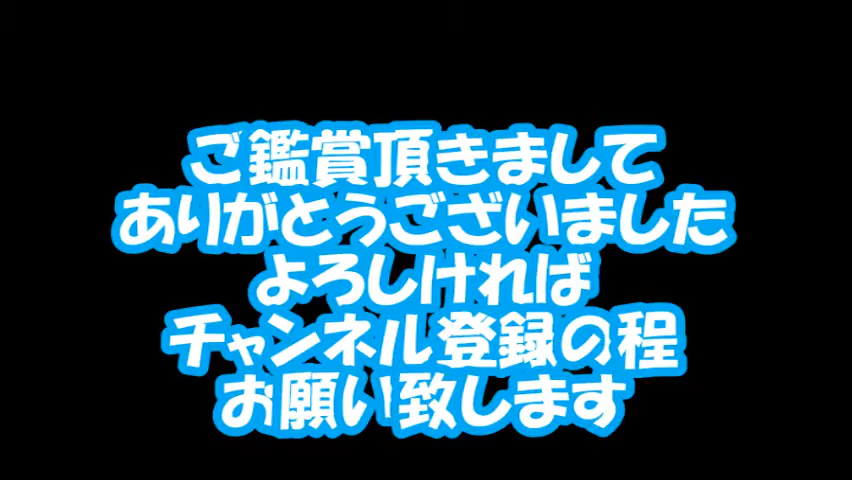 ご鑑賞頂きまして
ありがとうございました
よろしければ
チャンネル登録の程
お願い致します